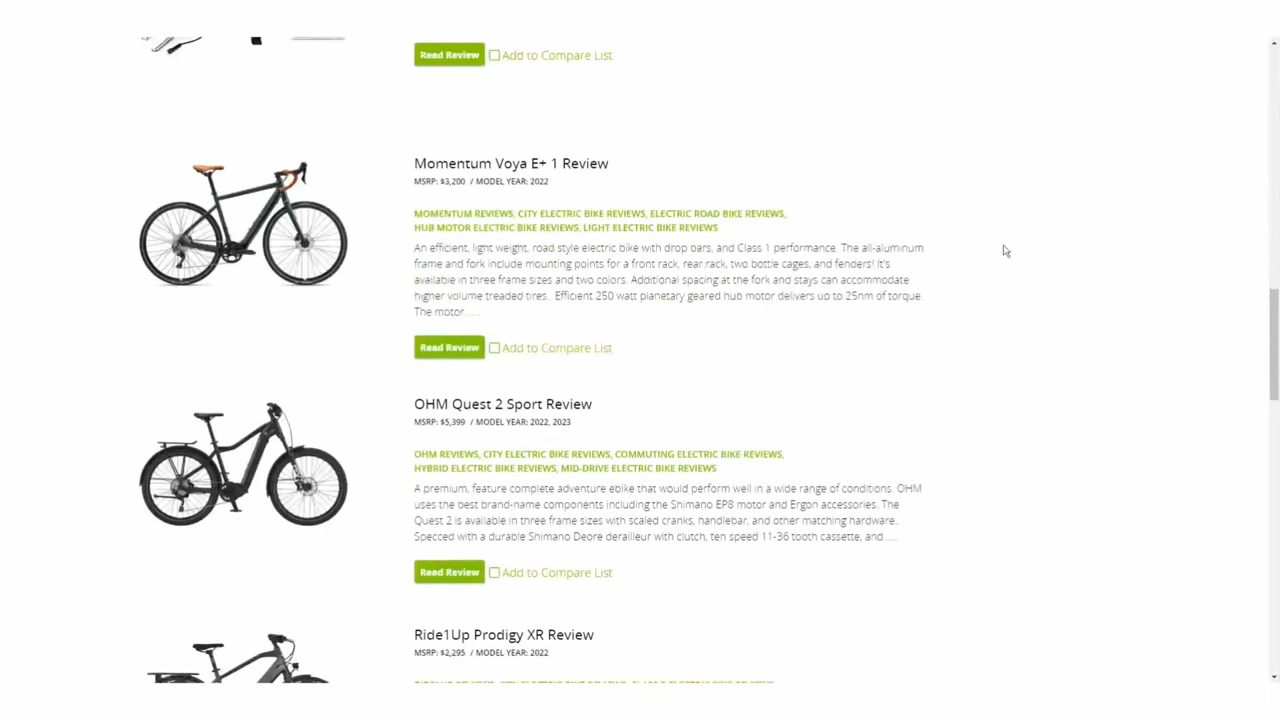 Read Review Add to Compare List
Momentum Voya E+ 1 Review
MSRP: $3,200 / MODEL YEAR: 2022
MOMENTUM REVIEWS, CITY ELECTRIC BIKE REVIEWS, ELECTRIC ROAD BIKE REVIEWS,
HUB MOTOR ELECTRIC BIKE REVIEWS, LIGHT ELECTRIC BIKE REVIEWS
An efficient, light weight, road style electric bike with drop bars, and Class 1 performance. The all-aluminum
frame and fork include mounting points for a front rack, rear rack, two bottle cages, and fenders! It's
available in three frame sizes and two colors. Additional spacing at the fork and stays can accommodate
higher volume treaded tires. Efficient 250 watt planetary geared hub motor delivers up to 25nm of torque.
The motor......
Read Review Add to Compare List
OHM Quest 2 Sport Review
MSRP: $5,399 / MODEL YEAR: 2022, 2023
OHM REVIEWS, CITY ELECTRIC BIKE REVIEWS, COMMUTING ELECTRIC BIKE REVIEWS,
HYBRID ELECTRIC BIKE REVIEWS, MID-DRIVE ELECTRIC BIKE REVIEWS
A premium, feature complete adventure ebike that would perform well in a wide range of conditions. OHM
uses the best brand-name components including the Shimano EP8 motor and Ergon accessories. The
Quest 2 is available in three frame sizes with scaled cranks, handlebar, and other matching hardware.
Specced with a durable Shimano Deore derailleur with clutch, ten speed 11-36 tooth cassette, and......
Read Review Add to Compare List
Ride1Up Prodigy XR Review
MSRP: $2,295 / MODEL YEAR: 2022